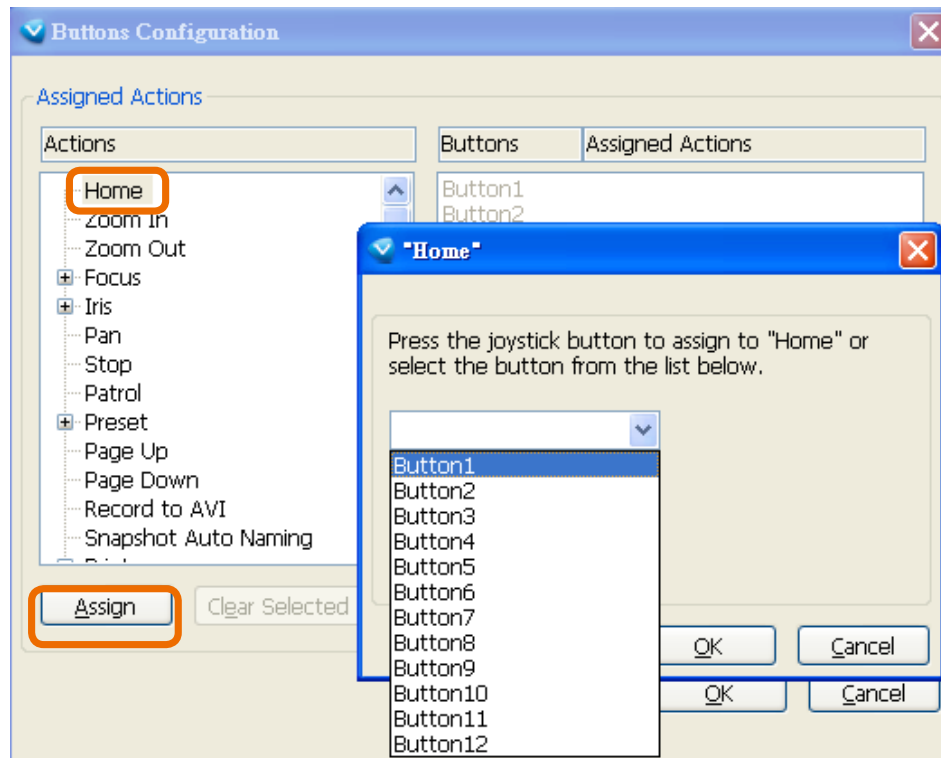 Buttons Configuration
Assigned Actions
Actions
Buttons
Assigned Actions
Home
Zoom In
Zoom Out
Focus
Iris
Pan
Stop
Patrol
Preset
Page Up
Page Down
Record to AVI
Snapshot Auto Naming
Button1
Button2
Assign
Clear Selected
"Home"
Press the joystick button to assign to "Home" or
select the button from the list below.
Button1
Button2
Button3
Button4
Button5
Button6
Button7
Button8
Button9
Button10
Button11
Button12
OK
Cancel
OK
Cancel